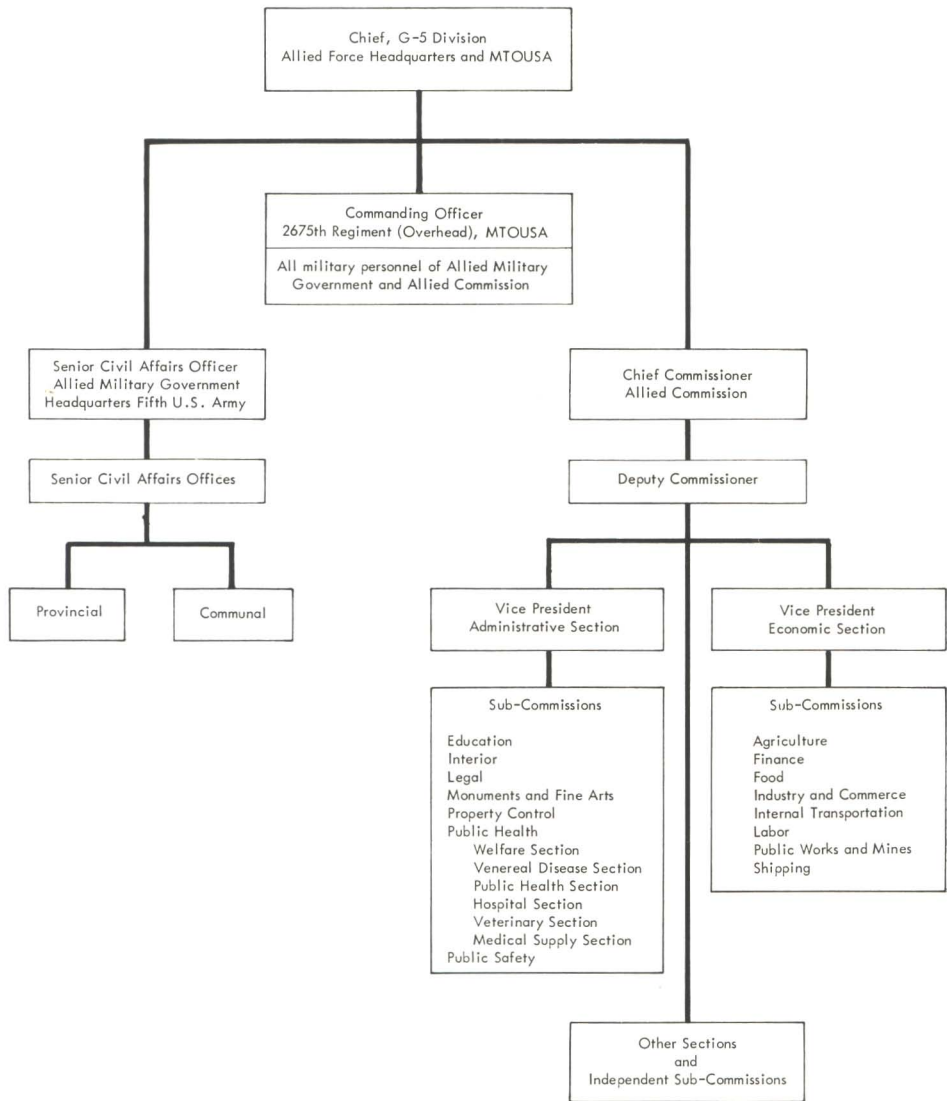 Chief, G-5 Division
Allied Force Headquarters and MTOUSA
Commanding Officer
2675th Regiment (Overhead), MTOUSA
All military personnel of Allied Military
Government and Allied Commission
Senior Civil Affairs Officer
Allied Military Government
Headquarters Fifth U.S. Army
Chief Commissioner
Allied Commission
Senior Civil Affairs Offices
Deputy Commissioner
Provincial
Communal
Vice President
Administrative Section
Vice President
Economic Section
Sub-Commissions
Education
Interior
Legal
Monuments and Fine Arts
Property Control
Public Health
Welfare Section
Venereal Disease Section
Public Health Section
Hospital Section
Veterinary Section
Medical Supply Section
Public Safety
Sub-Commissions
Agriculture
Finance
Food
Industry and Commerce
Internal Transportation
Labor
Public Works and Mines
Shipping
Other Sections
and
Independent Sub-Commissions